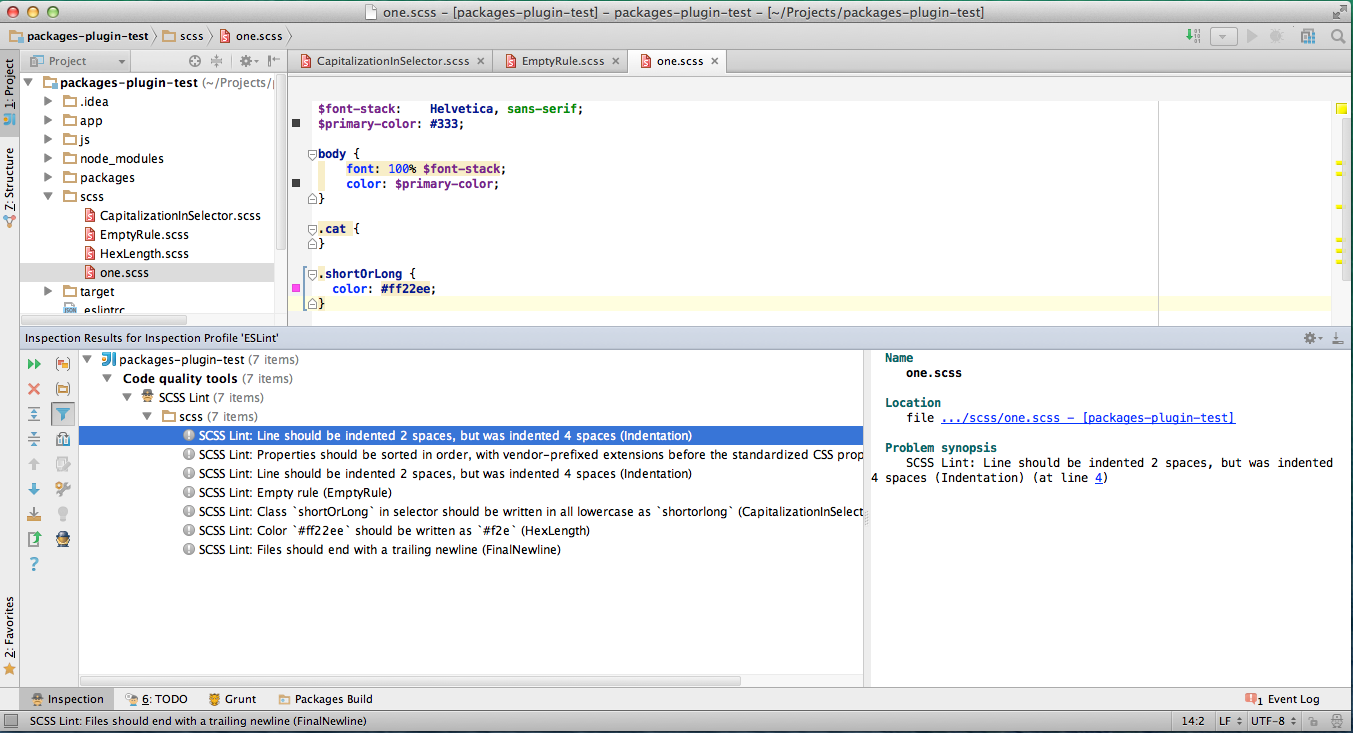 one.scss – [packages-plugin-test] – packages-plugin-test – [~/Projects/packages-plugin-test]
packages-plugin-test scss one.scss
1: Project
Z: Structure
2: Favorites
Project
packages-plugin-test (~/Projects/
.idea
app
js
node_modules
packages
scss
CapitalizationInSelector.scss
EmptyRule.scss
HexLength.scss
one.scss
target
.eslintrc
CapitalizationInSelector.scss EmptyRule.scss one.scss
$font-stack:    Helvetica, sans-serif;
$primary-color: #333;
body {
    font: 100% $font-stack;
    color: $primary-color;
}
.cat {
}
.shortOrLong {
  color: #ff22ee;
}
Inspection Results for Inspection Profile 'ESLint'
packages-plugin-test (7 items)
Code quality tools (7 items)
SCSS Lint (7 items)
scss (7 items)
SCSS Lint: Line should be indented 2 spaces, but was indented 4 spaces (Indentation)
SCSS Lint: Properties should be sorted in order, with vendor-prefixed extensions before the standardized CSS prop
SCSS Lint: Line should be indented 2 spaces, but was indented 4 spaces (Indentation)
SCSS Lint: Empty rule (EmptyRule)
SCSS Lint: Class `shortOrLong` in selector should be written in all lowercase as `shortorlong` (CapitalizationInSelect
SCSS Lint: Color `#ff22ee` should be written as `#f2e` (HexLength)
SCSS Lint: Files should end with a trailing newline (FinalNewline)
Name
one.scss
Location
file .../scss/one.scss – [packages-plugin-test]
Problem synopsis
SCSS Lint: Line should be indented 2 spaces, but was indented
4 spaces (Indentation) (at line 4)
Inspection 6: TODO Grunt Packages Build 1 Event Log
SCSS Lint: Files should end with a trailing newline (FinalNewline) 14:2 LF UTF-8